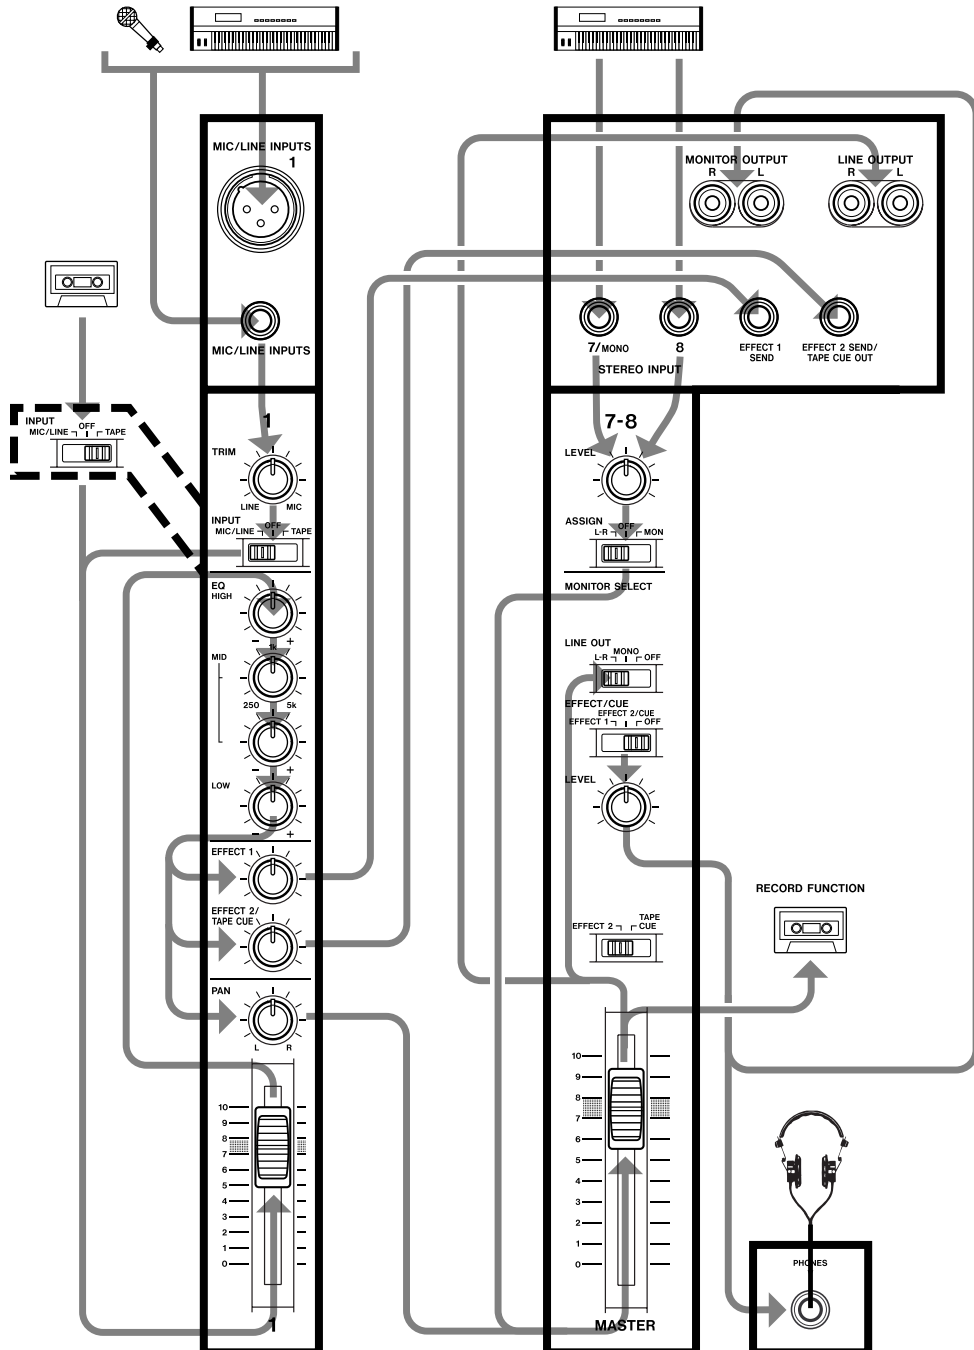 MIC/LINE INPUTS
1
MIC/LINE INPUTS
MONITOR OUTPUT
R L
LINE OUTPUT
R L
7/MONO
8
STEREO INPUT
EFFECT 1
SEND
EFFECT 2 SEND/
TAPE CUE OUT
INPUT
OFF
MIC/LINE
TAPE
1
TRIM
LINE
MIC
INPUT
OFF
MIC/LINE
TAPE
EQ
HIGH
- +
1k
MID
250
5k
- +
LOW
- +
EFFECT 1
EFFECT 2/
TAPE CUE
PAN
L R
10
9
8
7
6
5
4
3
2
1
0
1
7-8
LEVEL
ASSIGN
OFF
L-R
MON
MONITOR SELECT
LINE OUT
MONO
L-R
OFF
EFFECT/CUE
EFFECT 2/CUE
EFFECT 1
OFF
LEVEL
EFFECT 2
TAPE
CUE
10
9
8
7
6
5
4
3
2
1
0
MASTER
RECORD FUNCTION
PHONES